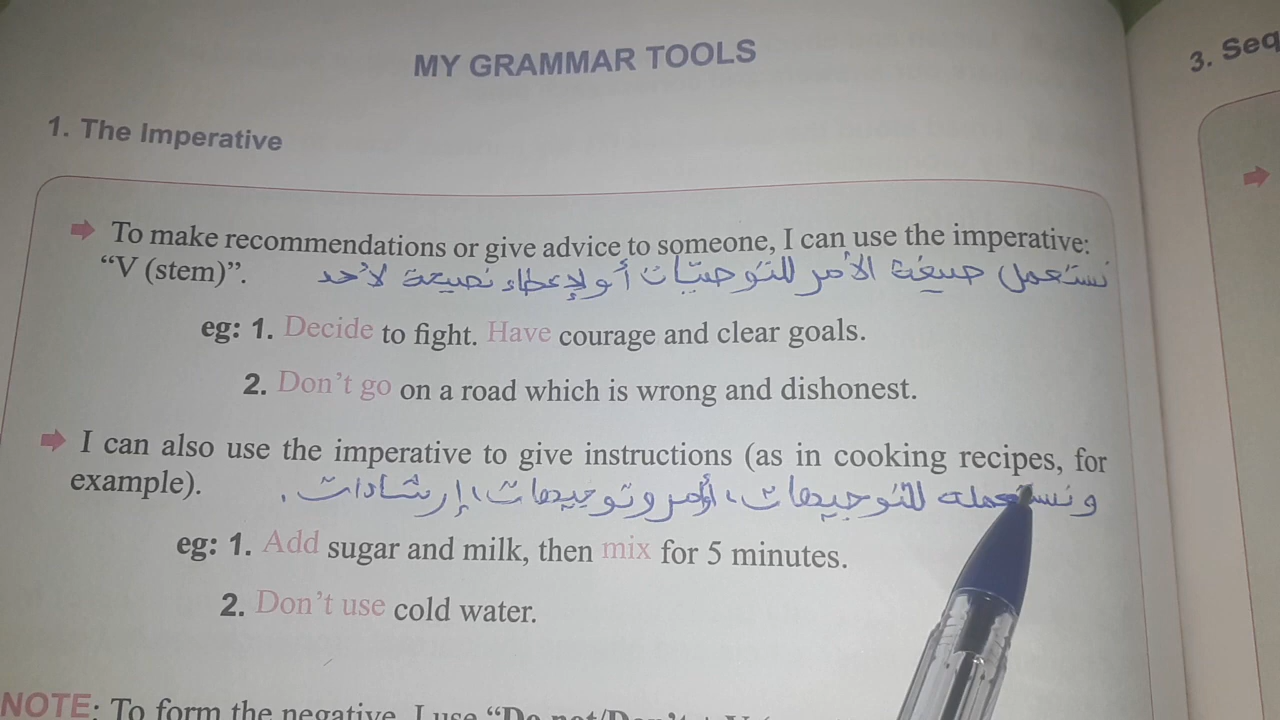 MY GRAMMAR TOOLS
3. Seq
1. The Imperative
To make recommendations or give advice to someone, I can use the imperative:
“V (stem)”. نستعمل صيغة الأمر للتوصيات أو لإعطاء نصيحة لأحد
eg: 1. Decide to fight. Have courage and clear goals.
2. Don’t go on a road which is wrong and dishonest.
I can also use the imperative to give instructions (as in cooking recipes, for
example). ونستعمله للتوجيهات، وتوجيهات، إرشادات.
eg: 1. Add sugar and milk, then mix for 5 minutes.
2. Don’t use cold water.
NOTE: To form the negative, I use “Do not/Don’t